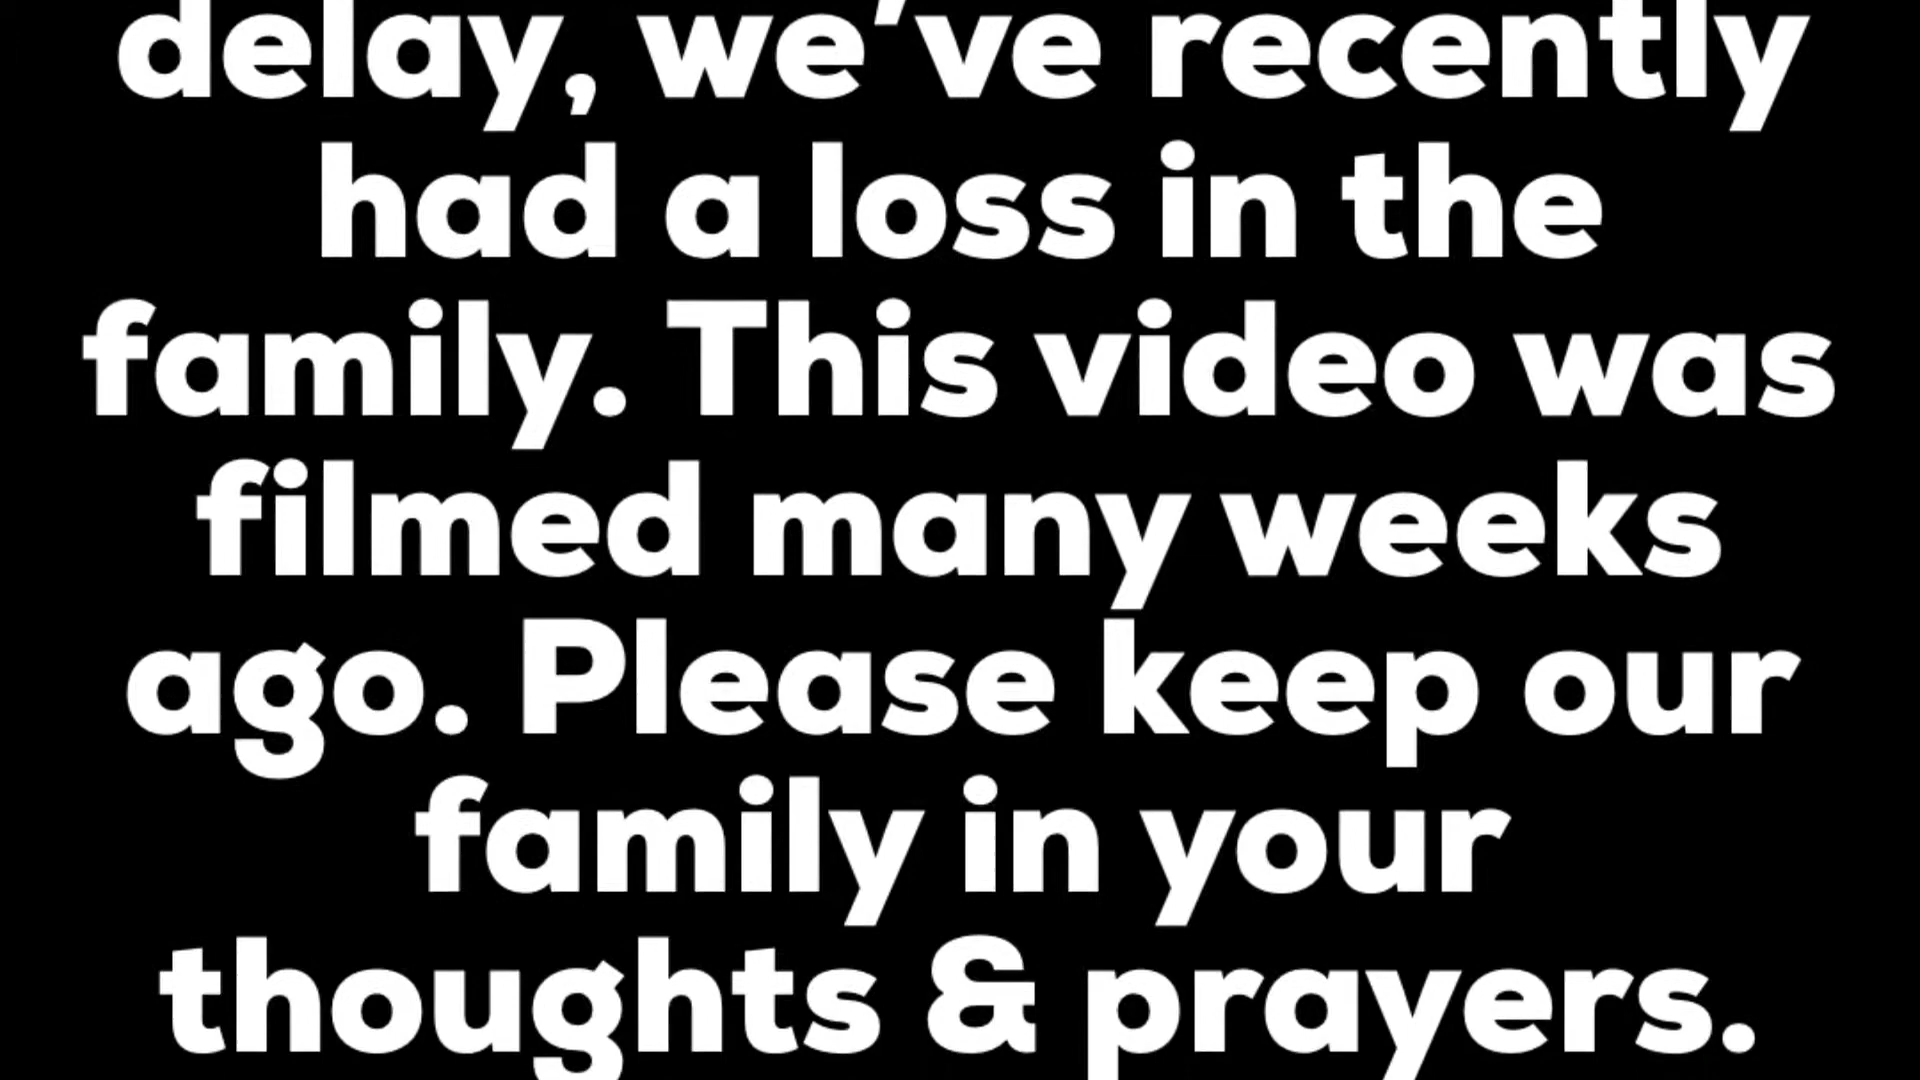 delay, we've recently
had a loss in the
family. This video was
filmed many weeks
ago. Please keep our
family in your
thoughts & prayers.